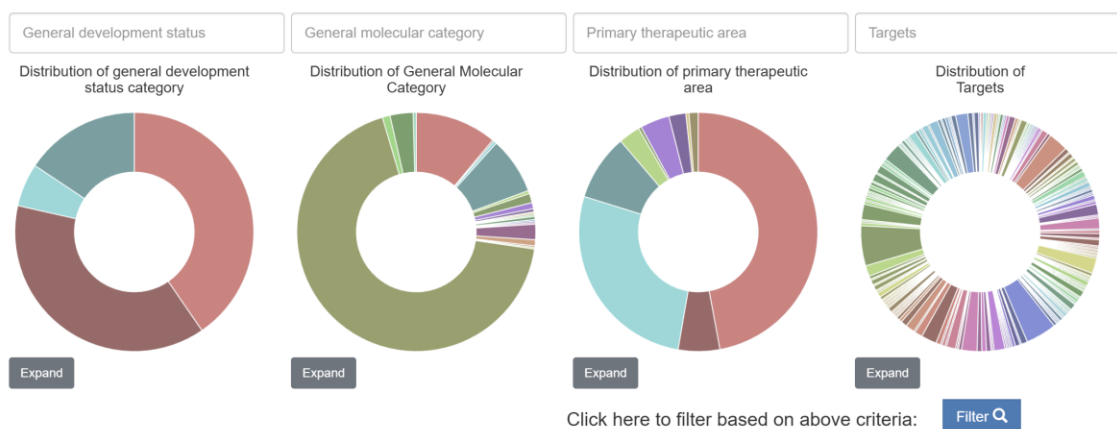 General development status
General molecular category
Primary therapeutic area
Targets
Distribution of general development
status category
Distribution of General Molecular
Category
Distribution of primary therapeutic
area
Distribution of
Targets
Expand
Expand
Expand
Expand
Click here to filter based on above criteria:
Filter